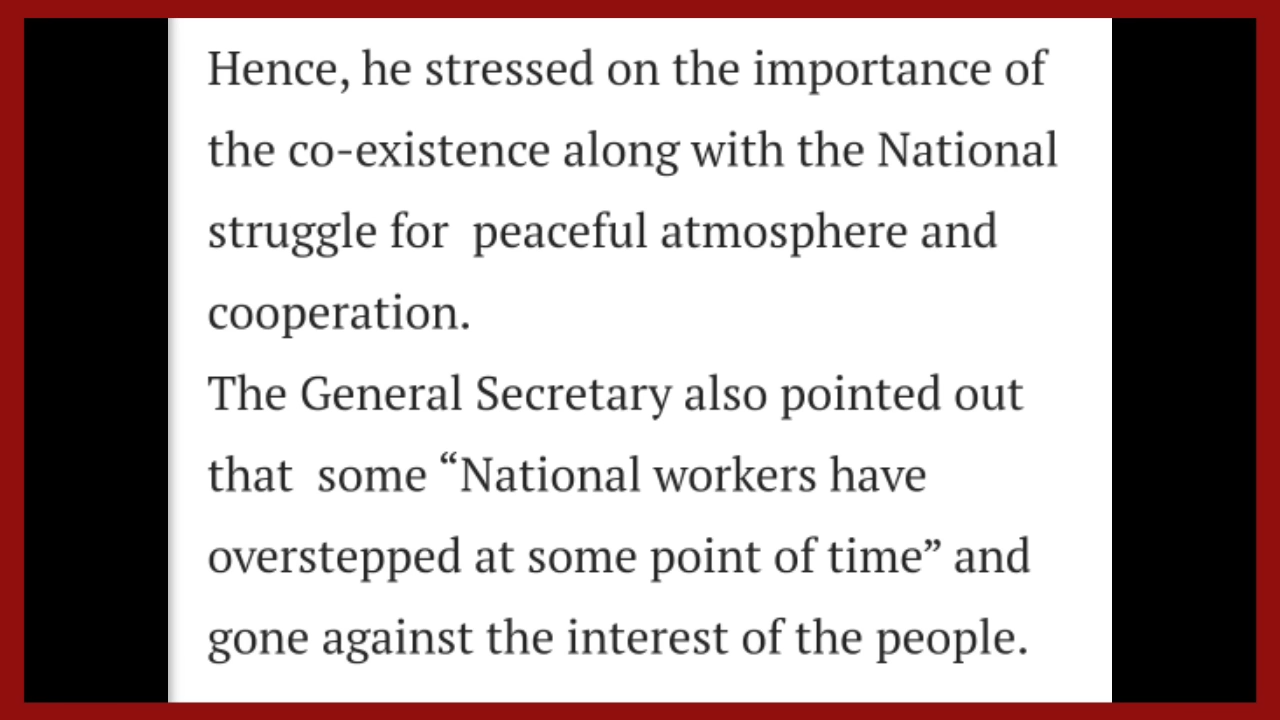 Hence, he stressed on the importance of
the co-existence along with the National
struggle for  peaceful atmosphere and
cooperation.
The General Secretary also pointed out
that  some “National workers have
overstepped at some point of time” and
gone against the interest of the people.